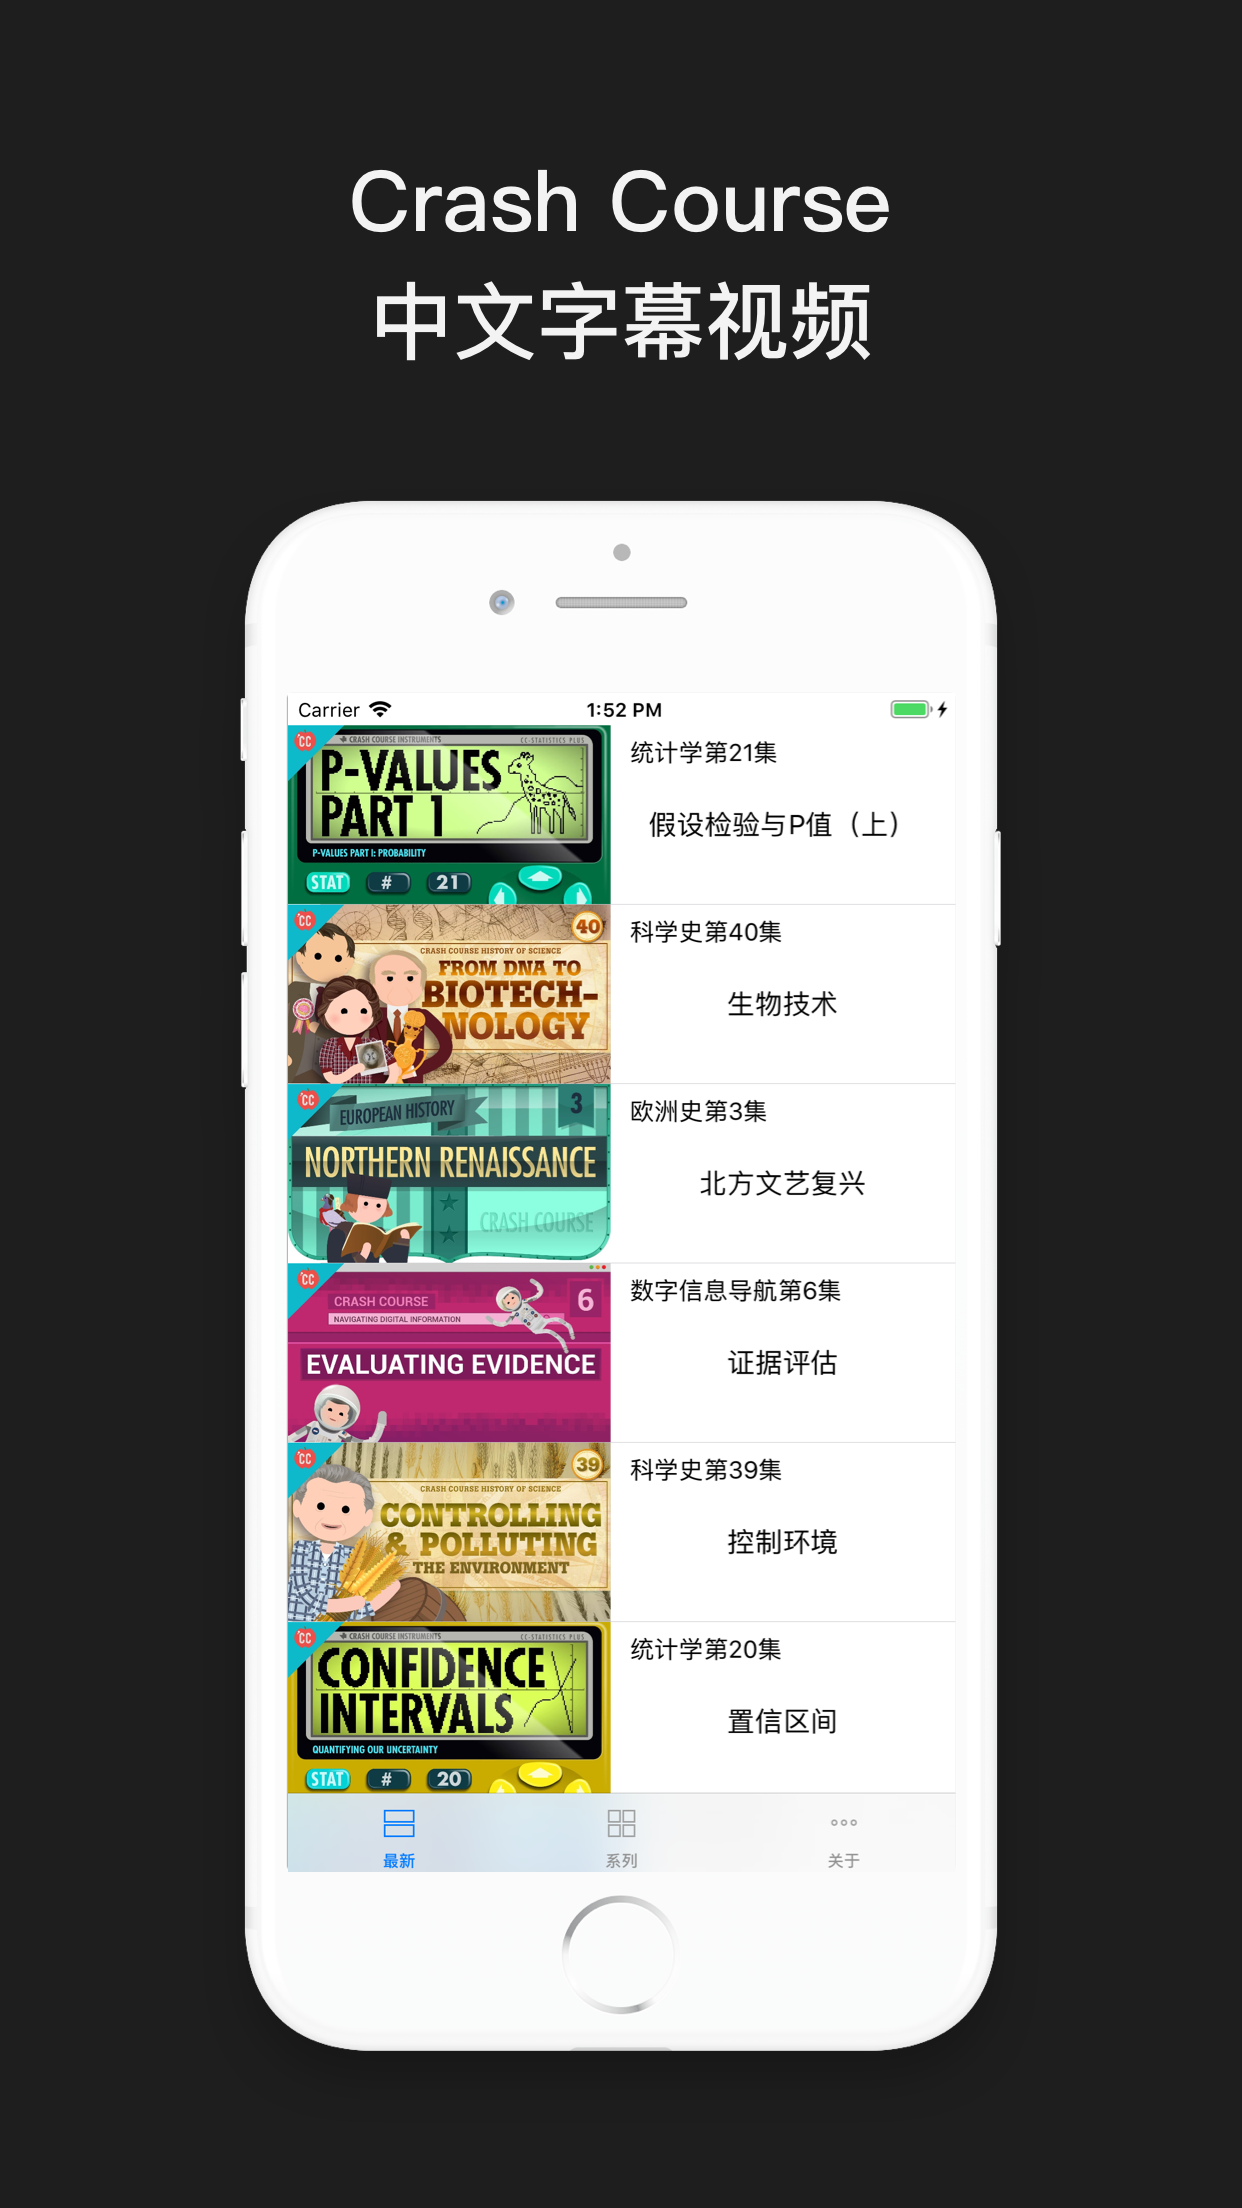 Crash Course
中文字幕视频
Carrier
1:52 PM
CC
CRASH COURSE INSTRUMENTS
CC-STATISTICS PLUS
P-VALUES
PART 1
P-VALUES PART I: PROBABILITY
STAT
#
21
统计学第21集
假设检验与P值（上）
CC
40
CRASH COURSE HISTORY OF SCIENCE
FROM DNA TO
BIOTECH-
NOLOGY
科学史第40集
生物技术
CC
EUROPEAN HISTORY
3
NORTHERN RENAISSANCE
CRASH COURSE
欧洲史第3集
北方文艺复兴
CC
CRASH COURSE
6
NAVIGATING DIGITAL INFORMATION
EVALUATING EVIDENCE
数字信息导航第6集
证据评估
CC
39
CRASH COURSE HISTORY OF SCIENCE
CONTROLLING
& POLLUTING
THE ENVIRONMENT
科学史第39集
控制环境
CC
CRASH COURSE INSTRUMENTS
CC-STATISTICS PLUS
CONFIDENCE
INTERVALS
QUANTIFYING OUR UNCERTAINTY
STAT
#
20
统计学第20集
置信区间
最新
系列
关于